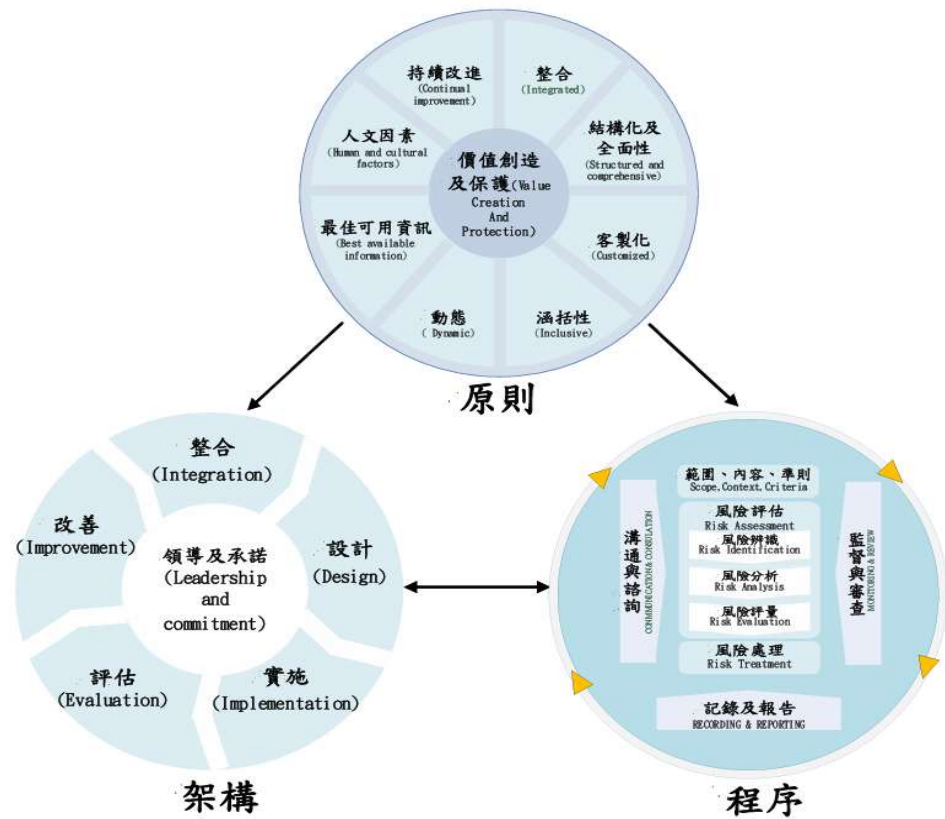 持續改進
(Continual
improvement)
整合
(Integrated)
人文因素
(Human and cultural
factors)
結構化及
全面性
(Structured and
comprehensive)
價值創造
及保護(Value
Creation
And
Protection)
最佳可用資訊
(Best available
information)
客製化
(Customized)
動態
( Dynamic)
涵括性
(Inclusive)
原則
整合
(Integration)
改善
(Improvement)
設計
(Design)
領導及承諾
(Leadership
and
commitment)
評估
(Evaluation)
實施
(Implementation)
架構
範圍、內容、準則
Scope,Context,Criteria
風險評估
Risk Assessment
風險辨識
Risk Identification
風險分析
Risk Analysis
風險評量
Risk Evaluation
風險處理
Risk Treatment
溝通與諮詢
CONMMUNICATION& CONSULATION
監督與審查
MONITORING & REVIEW
記錄及報告
RECORDING & REPORTING
程序